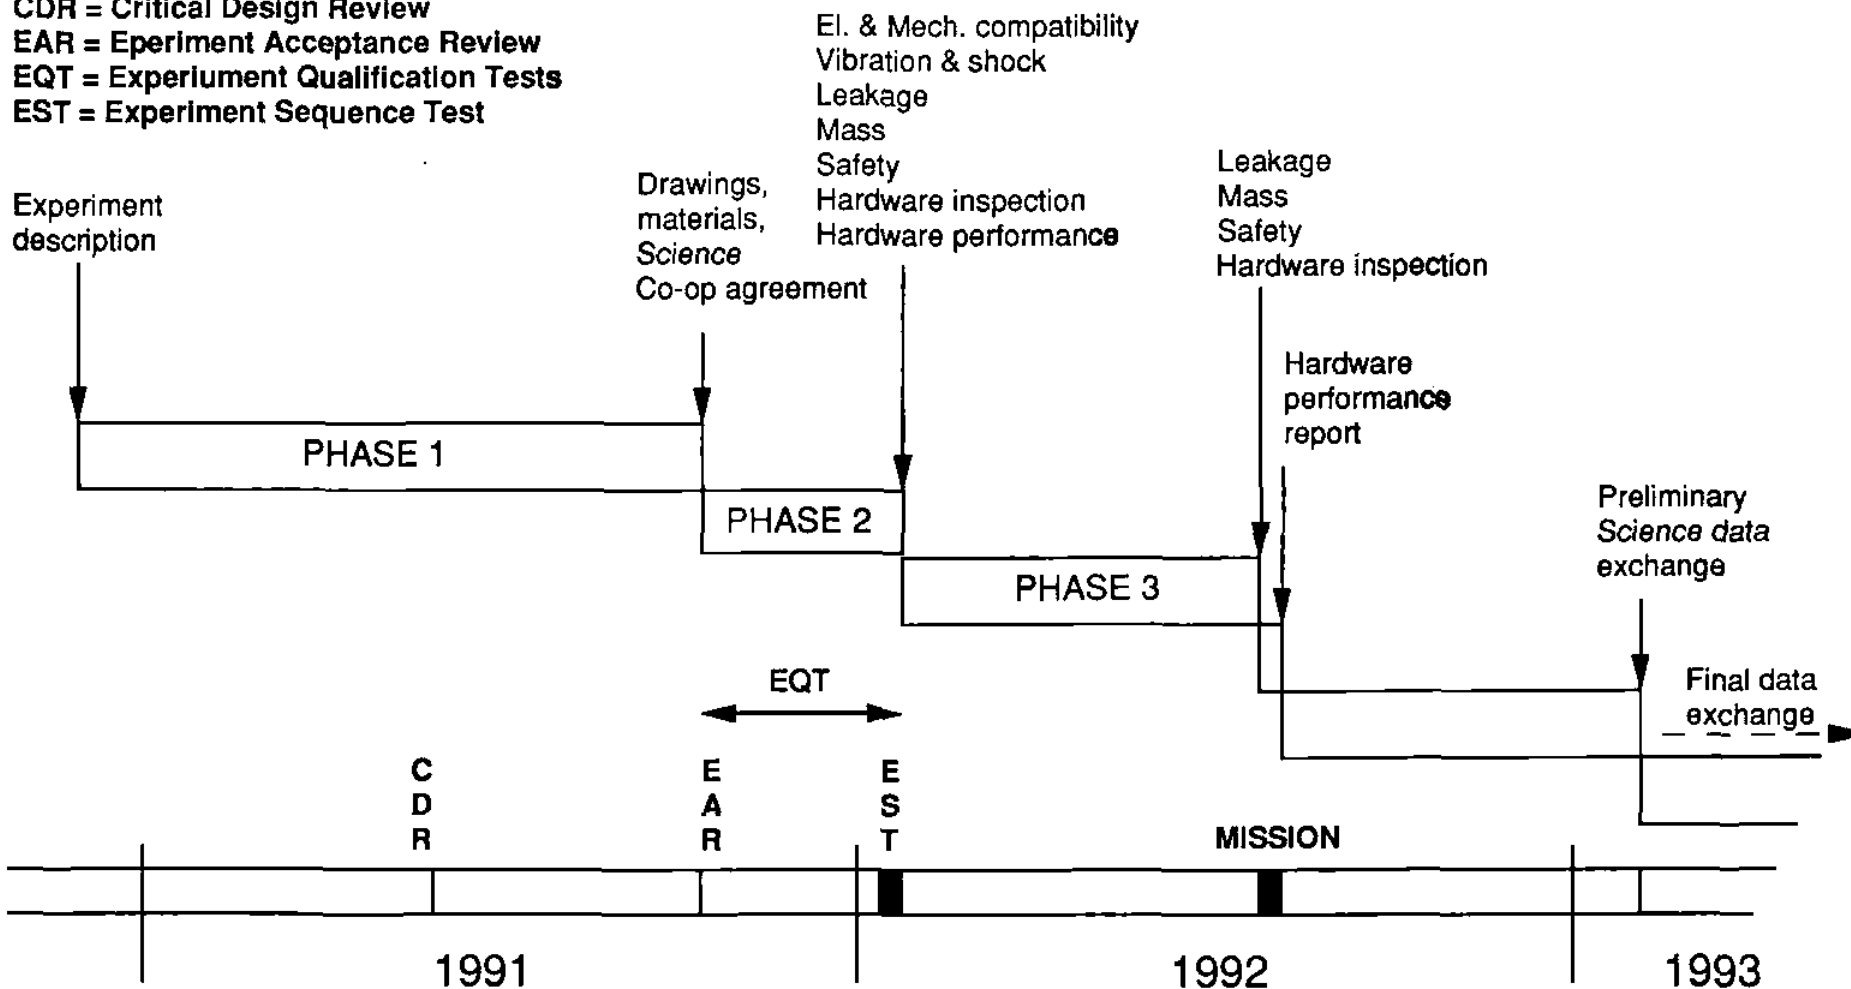 CDR = Critical Design Review
EAR = Eperiment Acceptance Review
EQT = Experiument Qualification Tests
EST = Experiment Sequence Test
El. & Mech. compatibility
Vibration & shock
Leakage
Mass
Safety
Hardware inspection
Hardware performance
Experiment
description
Drawings,
materials,
Science
Co-op agreement
Leakage
Mass
Safety
Hardware inspection
Hardware
performance
report
PHASE 1
PHASE 2
PHASE 3
Preliminary
Science data
exchange
Final data
exchange
EQT
CDR
EAR
EST
MISSION
1991
1992
1993